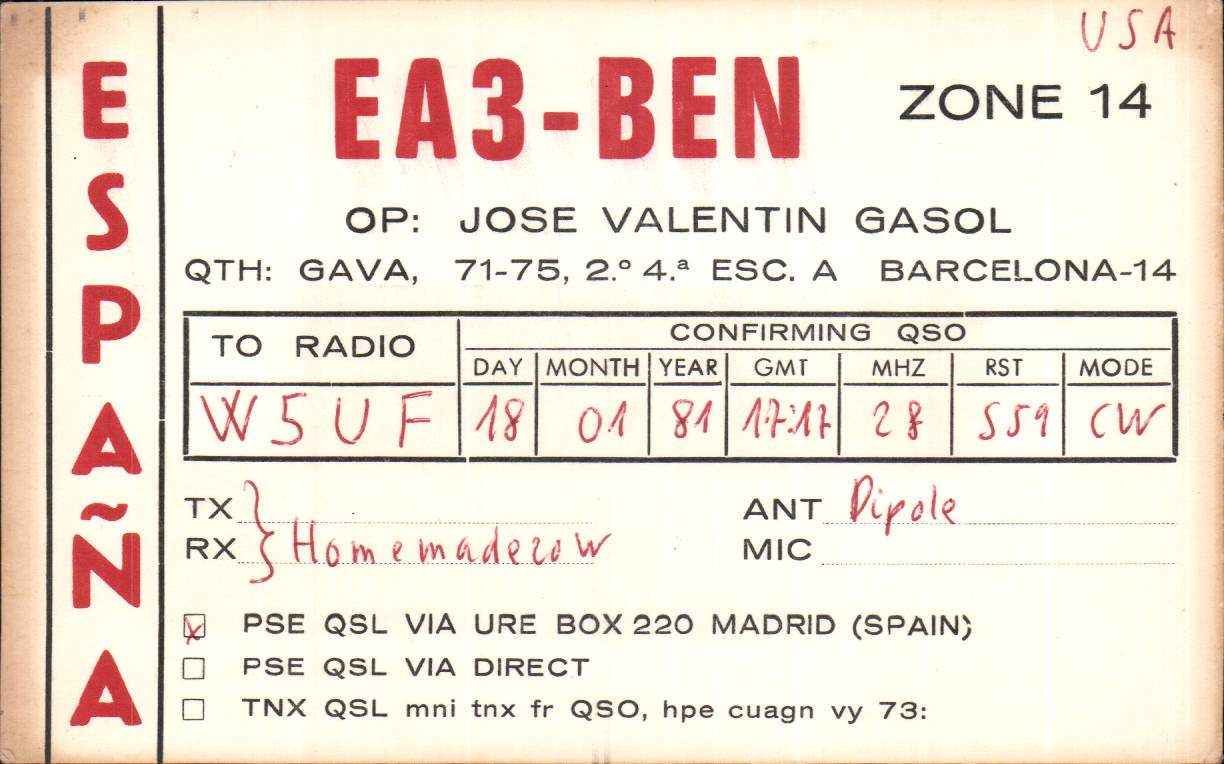 USA
ESPAÑA
EA3-BEN ZONE 14
OP: JOSE VALENTIN GASOL
QTH: GAVA, 71-75, 2.º 4.ª ESC. A BARCELONA-14
TO RADIO CONFIRMING QSO
DAY MONTH YEAR GMT MHZ RST MODE
W5UF 18 01 81 17:17 28 559 CW
TX ANT Dipole
RX Homemade 20 W MIC
X PSE QSL VIA URE BOX 220 MADRID (SPAIN)
PSE QSL VIA DIRECT
TNX QSL mni tnx fr QSO, hpe cuagn vy 73: